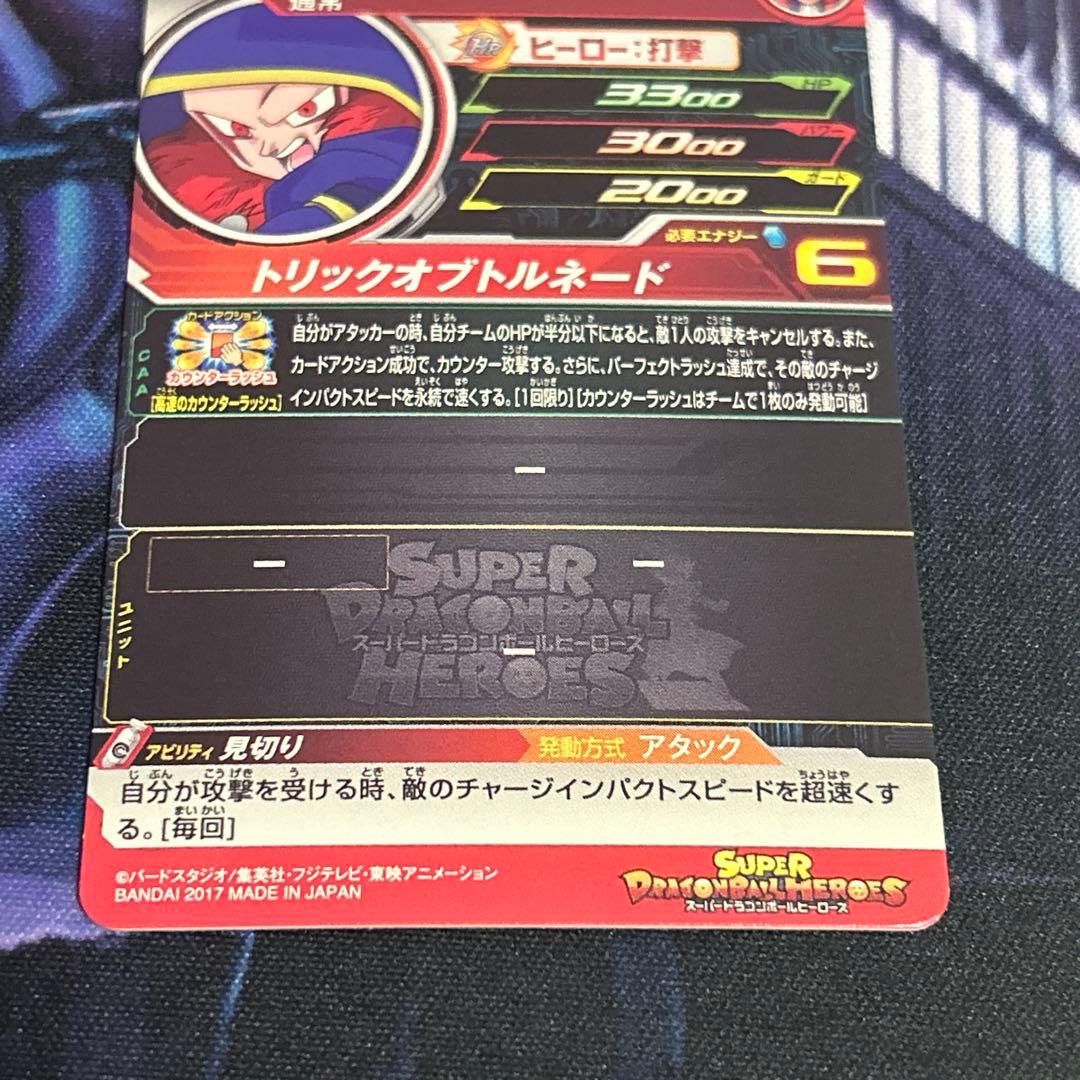 通常
HR ヒーロー:打撃
HP
3300
パワー
3000
ガード
2000
必要エナジー 6
トリックオブトルネード
CAA
カードアクション
カウンターラッシュ
[高速のカウンターラッシュ]
自分がアタッカーの時、自分チームのHPが半分以下になると、敵1人の攻撃をキャンセルする。また、
カードアクション成功で、カウンター攻撃する。さらに、パーフェクトラッシュ達成で、その敵のチャージ
インパクトスピードを永続で速くする。[1回限り][カウンターラッシュはチームで1枚のみ発動可能]
ー
ユニット
ー ー
ー
SUPER
DRAGONBALL
スーパードラゴンボールヒーローズ
HEROES
アビリティ 見切り 発動方式 アタック
自分が攻撃を受ける時、敵のチャージインパクトスピードを超速くす
る。[毎回]
©バードスタジオ/集英社・フジテレビ・東映アニメーション
BANDAI 2017 MADE IN JAPAN
SUPER
DRAGONBALL HEROES
スーパードラゴンボールヒーローズ